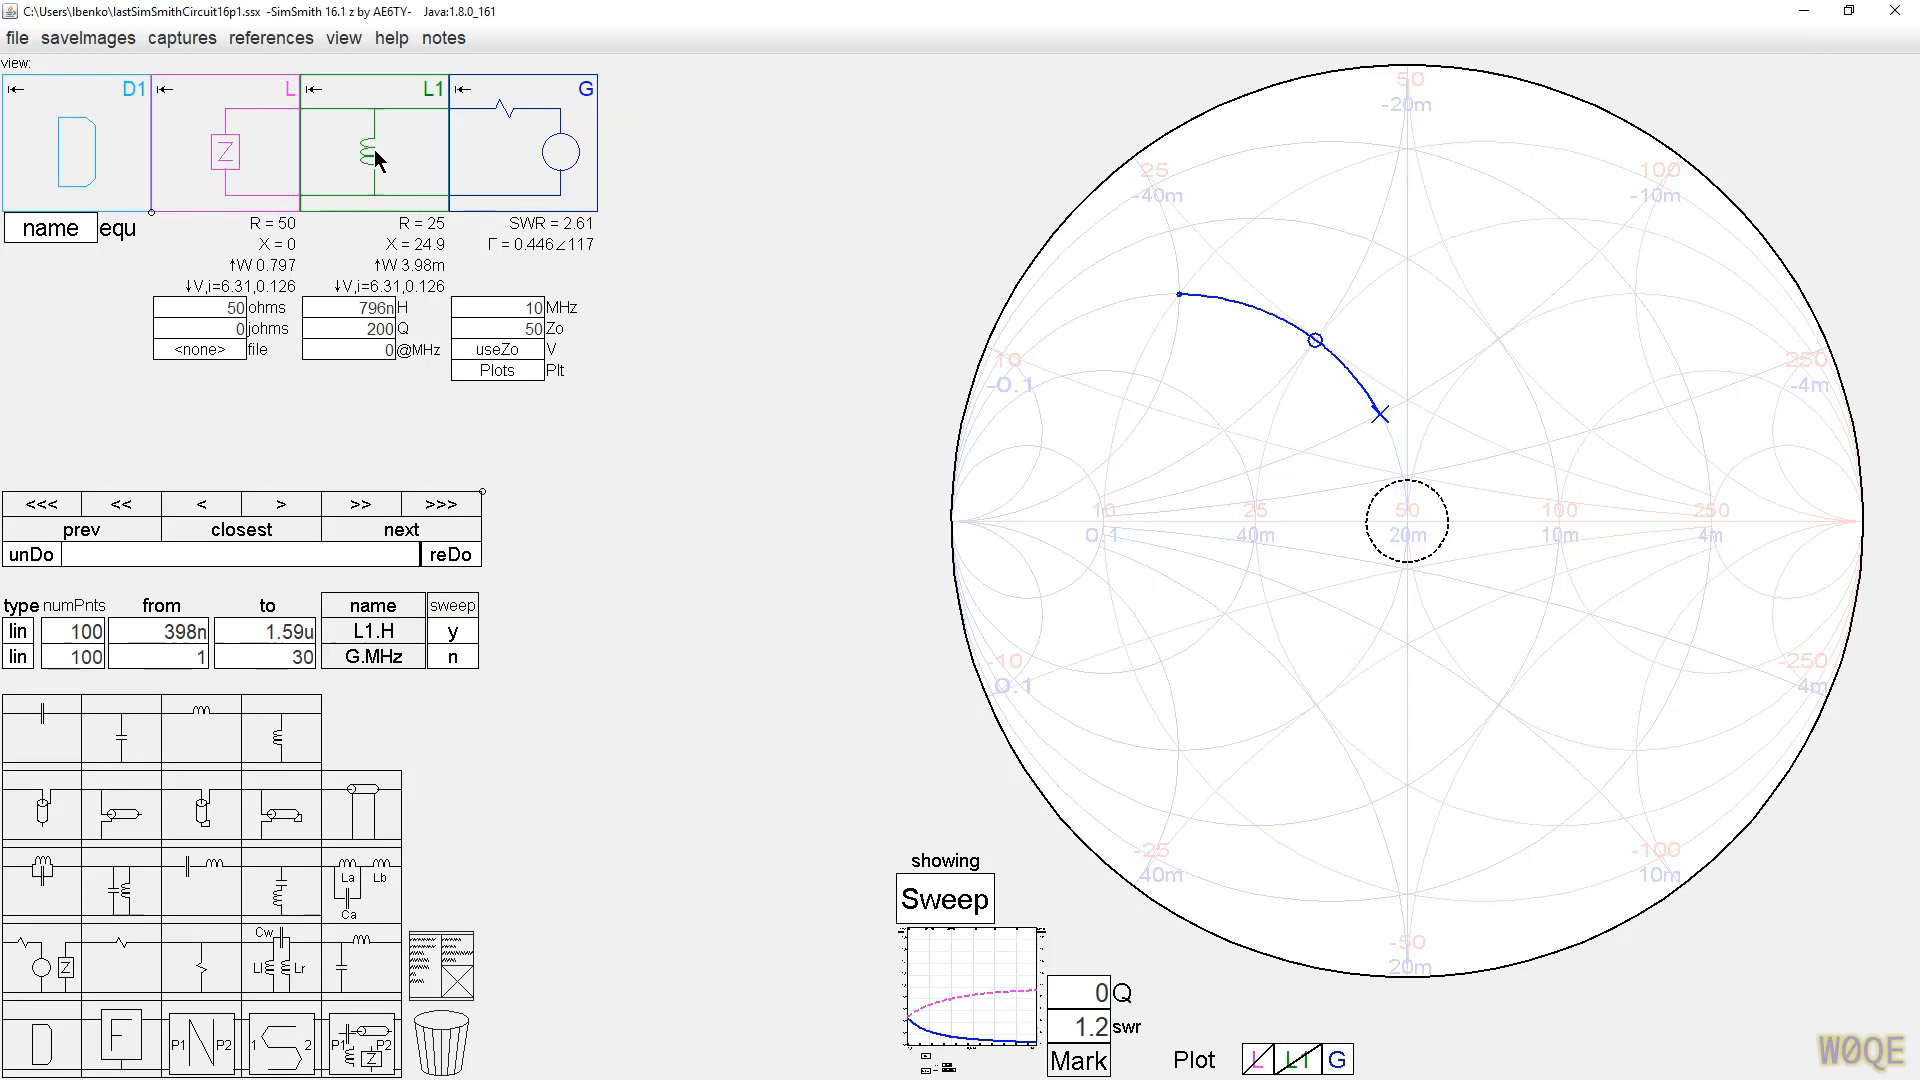 C:\Users\lbenko\lastSimSmithCircuit16p1.ssx -SimSmith 16.1 z by AE6TY- Java:1.8.0_161
file saveImages captures references view help notes
view:
D1 L L1 G
Z
name equ
R = 50 R = 25 SWR = 2.61
X = 0 X = 24.9 Γ = 0.446∠117
↑W 0.797 ↑W 3.98m
↓V,i=6.31,0.126 ↓V,i=6.31,0.126
50 ohms 796n H 10 MHz
0 johms 200 Q 50 Zo
<none> file 0 @MHz useZo V
Plots Plt
<<< << < > >> >>>
prev closest next
unDo reDo
type numPnts from to name sweep
lin 100 398n 1.59u L1.H y
lin 100 1 30 G.MHz n
La Lb
Ca
Cw
Z Ll Lr
D F P1 N P2 1 S 2 P1 Z P2
50
-20m
25 100
-40m -10m
10 250
-0.1 -4m
10 25 50 100 250
0.1 40m 20m 10m 4m
-10 -250
0.1 4m
-25 -100
40m 10m
-50
20m
showing
Sweep
0 Q
1.2 swr
Mark
Plot L L1 G
W0QE